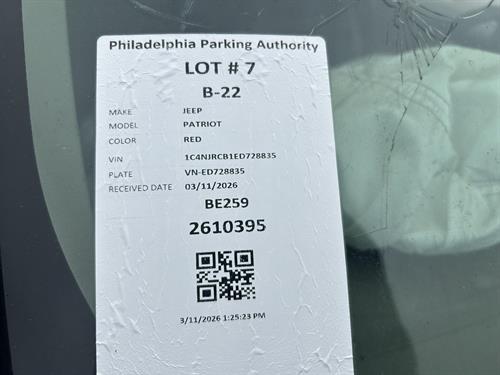 Philadelphia Parking Authority
LOT # 7
B-22
MAKE JEEP
MODEL PATRIOT
COLOR RED
VIN 1C4NJRCB1ED728835
PLATE VN-ED728835
RECEIVED DATE 03/11/2026
BE259
2610395
3/11/2026 1:25:23 PM